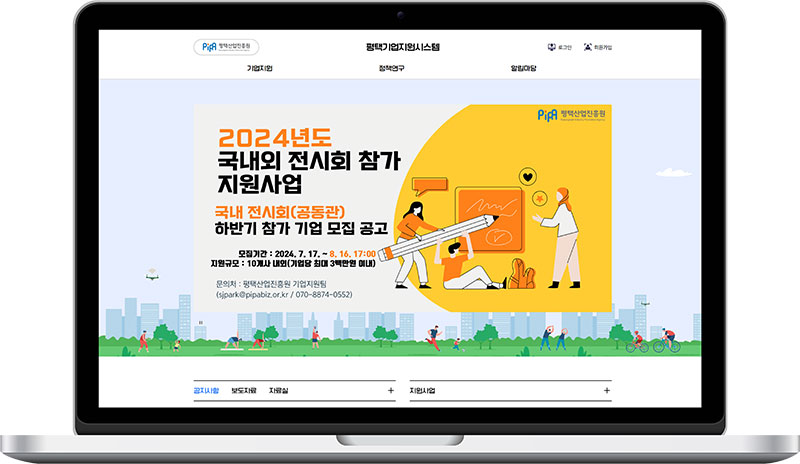 PIPA 평택산업진흥원
평택기업지원시스템
로그인 회원가입
기업지원 정책연구 알림마당
PIPA 평택산업진흥원
2024년도
국내외 전시회 참가
지원사업
국내 전시회(공동관)
하반기 참가 기업 모집 공고
모집기간 : 2024. 7. 17. ~ 8. 16, 17:00
지원규모 : 10개사 내외(기업당 최대 3백만원 이내)
문의처 : 평택산업진흥원 기업지원팀
(sjpark@pipabiz.or.kr / 070-8874-0552)
공지사항 보도자료 자료실 +
지원사업 +